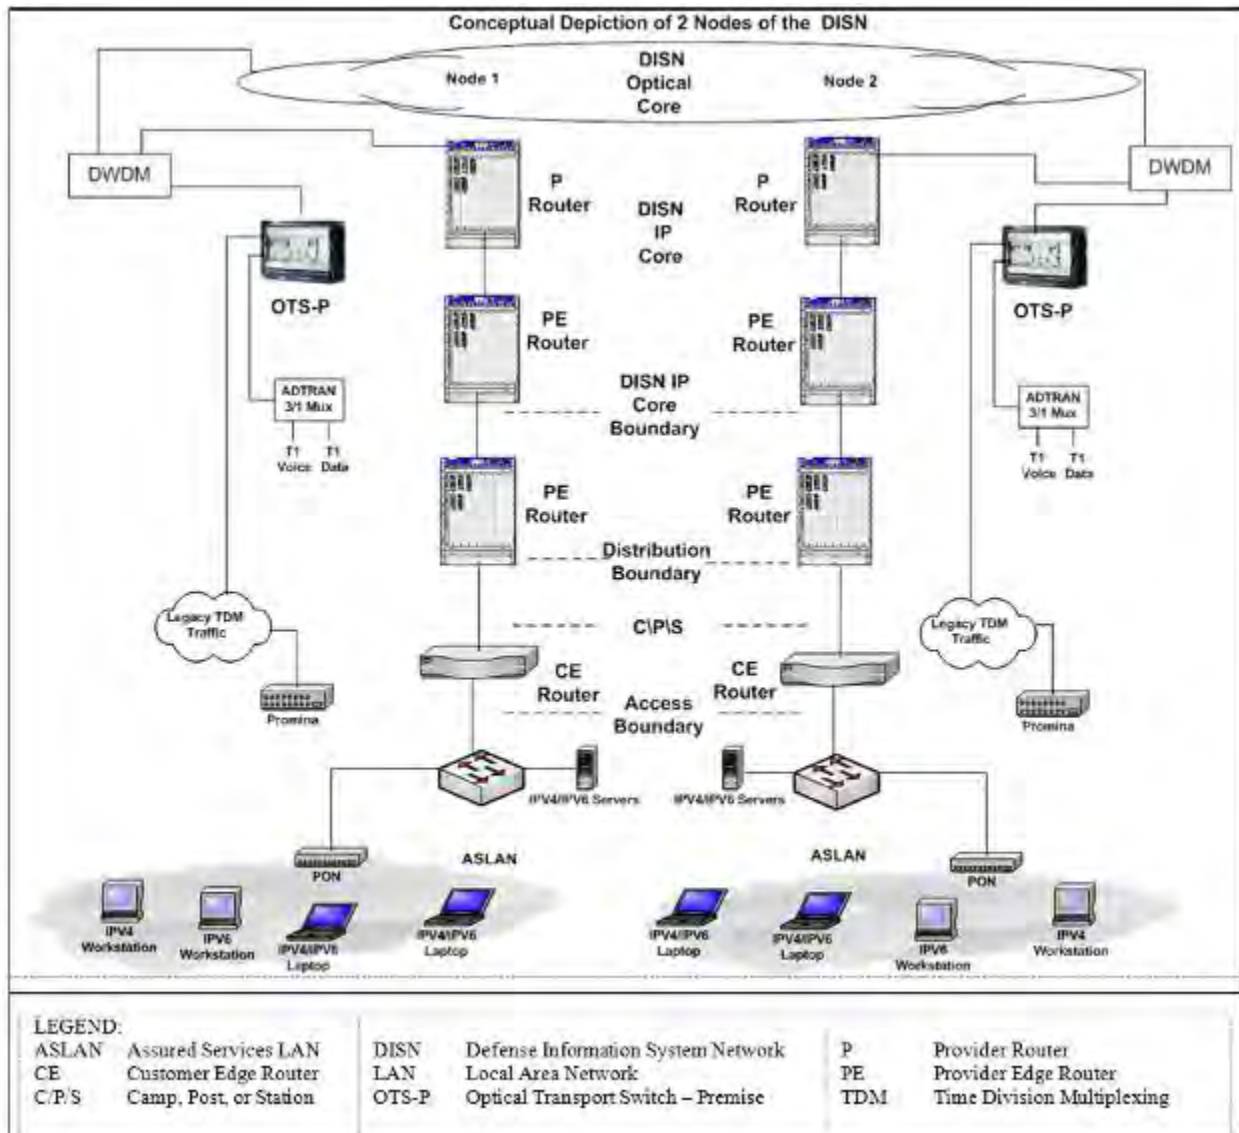 Conceptual Depiction of 2 Nodes of the DISN
DISN
Optical
Core
Node 1
Node 2
DWDM
DWDM
P
Router
DISN
IP
Core
P
Router
OTS-P
OTS-P
PE
Router
PE
Router
ADTRAN
3/1 Mux
T1
Voice
T1
Data
DISN IP
Core
Boundary
ADTRAN
3/1 Mux
T1
Voice
T1
Data
PE
Router
PE
Router
Distribution
Boundary
Legacy TDM
Traffic
C\P\S
Legacy TDM
Traffic
CE
Router
CE
Router
Access
Boundary
Promina
Promina
IPV4/IPV6 Servers
IPV4/IPV6 Servers
PON
ASLAN
ASLAN
PON
IPV4
Workstation
IPV6
Workstation
IPV4/IPV6
Laptop
IPV4/IPV6
Laptop
IPV4/IPV6
Laptop
IPV4/IPV6
Laptop
IPV6
Workstation
IPV4
Workstation
LEGEND:
ASLAN Assured Services LAN
CE Customer Edge Router
C/P/S Camp, Post, or Station
DISN Defense Information System Network
LAN Local Area Network
OTS-P Optical Transport Switch – Premise
P Provider Router
PE Provider Edge Router
TDM Time Division Multiplexing